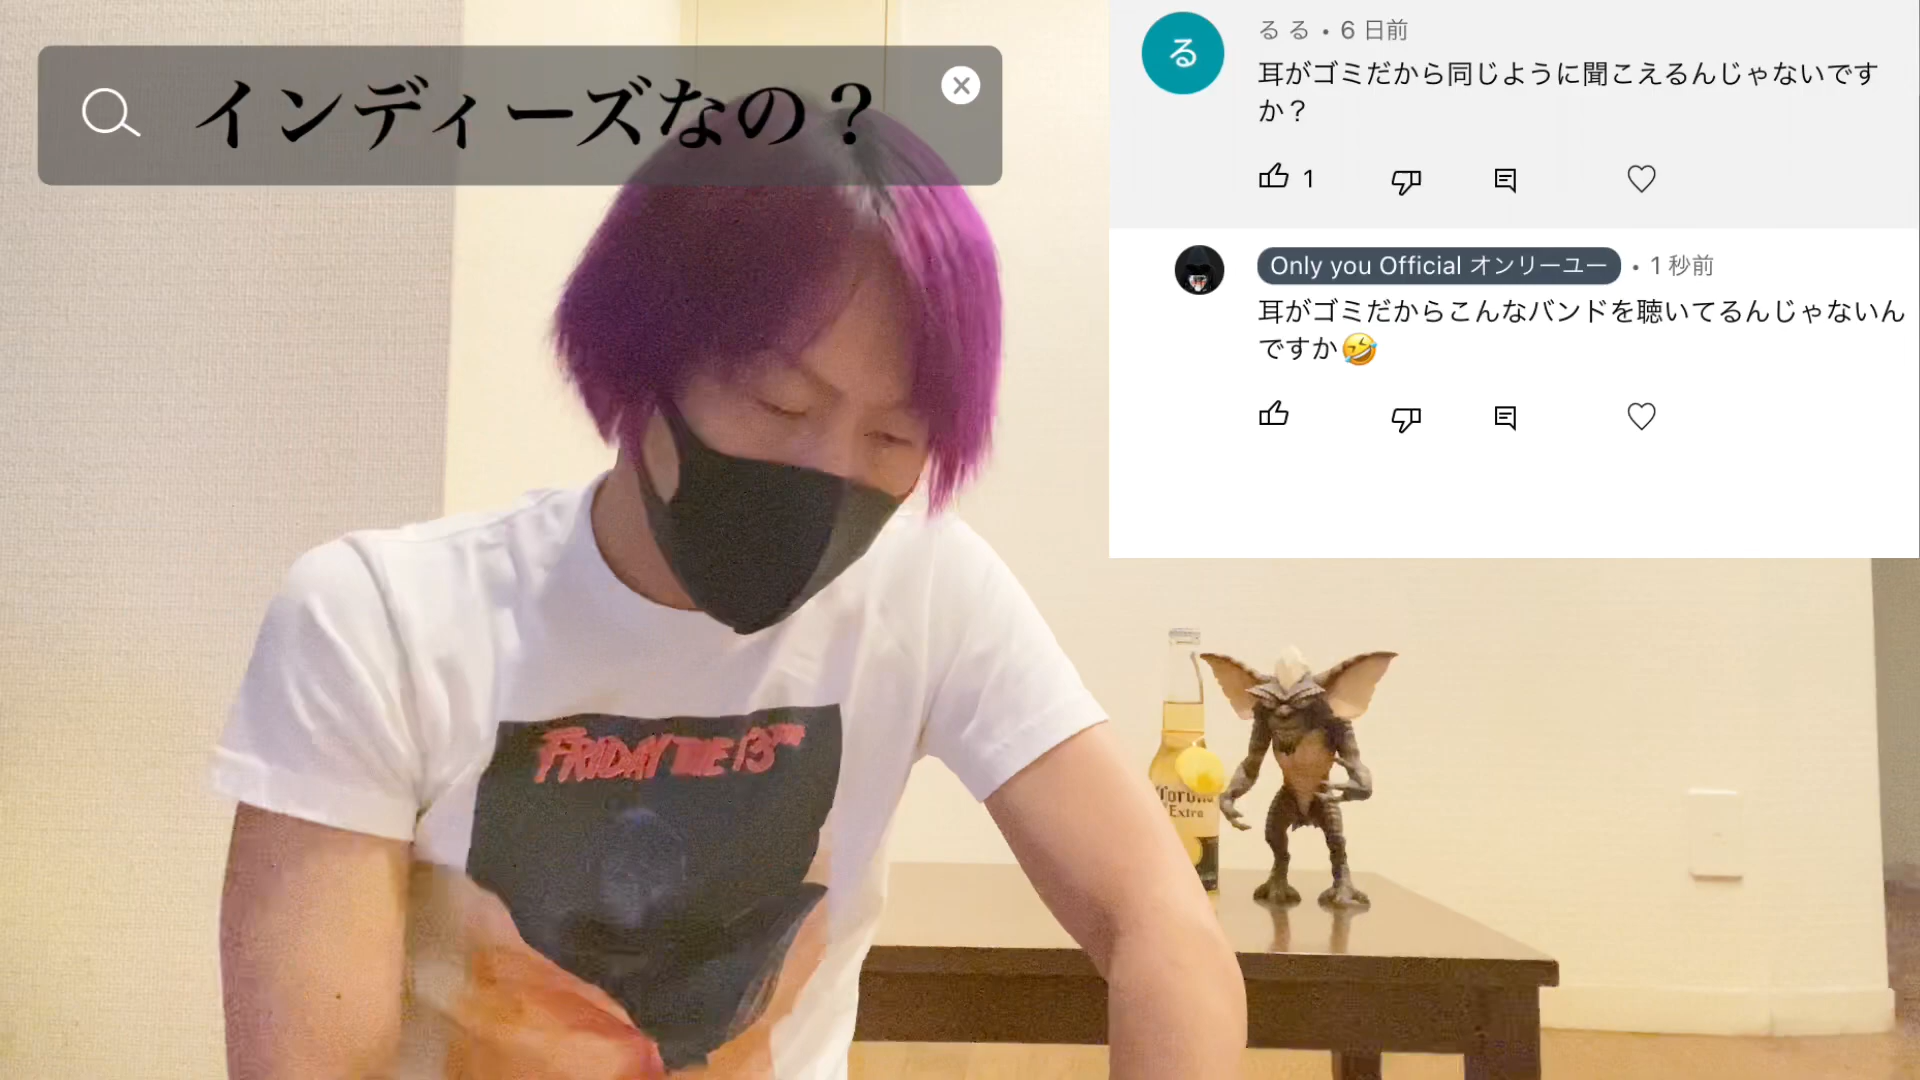 インディーズなの？
る る • 6 日前
耳がゴミだから同じように聞こえるんじゃないです
か？
1
る
Only you Official オンリーユー • 1 秒前
耳がゴミだからこんなバンドを聴いてるんじゃないん
ですか🤣
FRIDAY THE 13TH
Corona
Extra